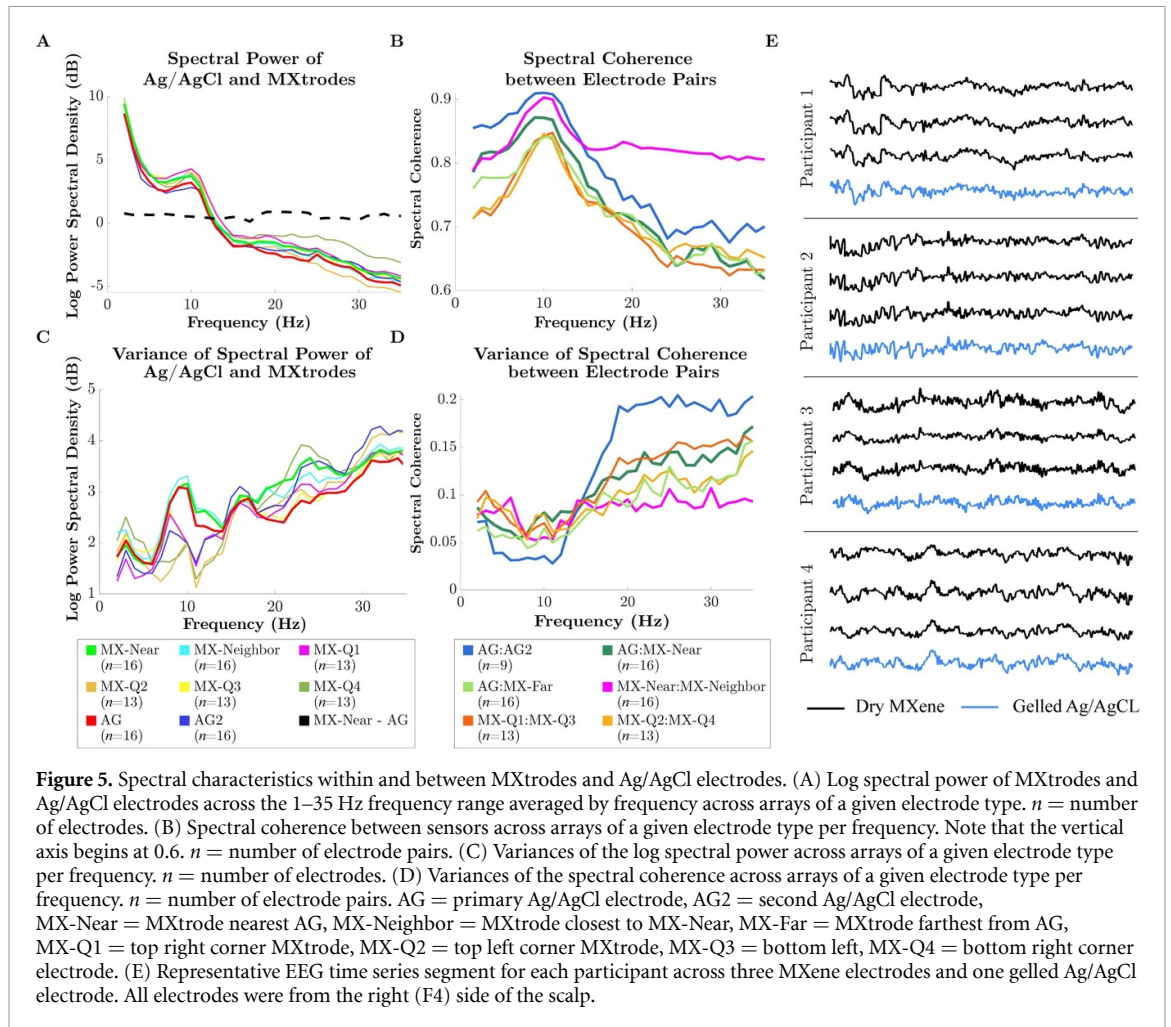 A
Spectral Power of
Ag/AgCl and MXtrodes
Log Power Spectral Density (dB)
10
5
0
-5
0
10
20
30
Frequency (Hz)
B
Spectral Coherence
between Electrode Pairs
Spectral Coherence
0.9
0.8
0.7
0.6
0
10
20
30
Frequency (Hz)
C
Variance of Spectral Power of
Ag/AgCl and MXtrodes
Log Power Spectral Density (dB)
5
4
3
2
1
0
10
20
30
Frequency (Hz)
MX-Near
(n=16)
MX-Neighbor
(n=16)
MX-Q1
(n=13)
MX-Q2
(n=13)
MX-Q3
(n=13)
MX-Q4
(n=13)
AG
(n=16)
AG2
(n=16)
MX-Near - AG
D
Variance of Spectral Coherence
between Electrode Pairs
Spectral Coherence
0.2
0.15
0.1
0.05
0
0
10
20
30
Frequency (Hz)
AG:AG2
(n=9)
AG:MX-Near
(n=16)
AG:MX-Far
(n=16)
MX-Near:MX-Neighbor
(n=16)
MX-Q1:MX-Q3
(n=13)
MX-Q2:MX-Q4
(n=13)
E
Participant 1
Participant 2
Participant 3
Participant 4
Dry MXene
Gelled Ag/AgCL
Figure 5. Spectral characteristics within and between MXtrodes and Ag/AgCl electrodes. (A) Log spectral power of MXtrodes and
Ag/AgCl electrodes across the 1–35 Hz frequency range averaged by frequency across arrays of a given electrode type. n = number
of electrodes. (B) Spectral coherence between sensors across arrays of a given electrode type per frequency. Note that the vertical
axis begins at 0.6. n = number of electrode pairs. (C) Variances of the log spectral power across arrays of a given electrode type
per frequency. n = number of electrodes. (D) Variances of the spectral coherence across arrays of a given electrode type per
frequency. n = number of electrode pairs. AG = primary Ag/AgCl electrode, AG2 = second Ag/AgCl electrode,
MX-Near = MXtrode nearest AG, MX-Neighbor = MXtrode closest to MX-Near, MX-Far = MXtrode farthest from AG,
MX-Q1 = top right corner MXtrode, MX-Q2 = top left corner MXtrode, MX-Q3 = bottom left, MX-Q4 = bottom right corner
electrode. (E) Representative EEG time series segment for each participant across three MXene electrodes and one gelled Ag/AgCl
electrode. All electrodes were from the right (F4) side of the scalp.